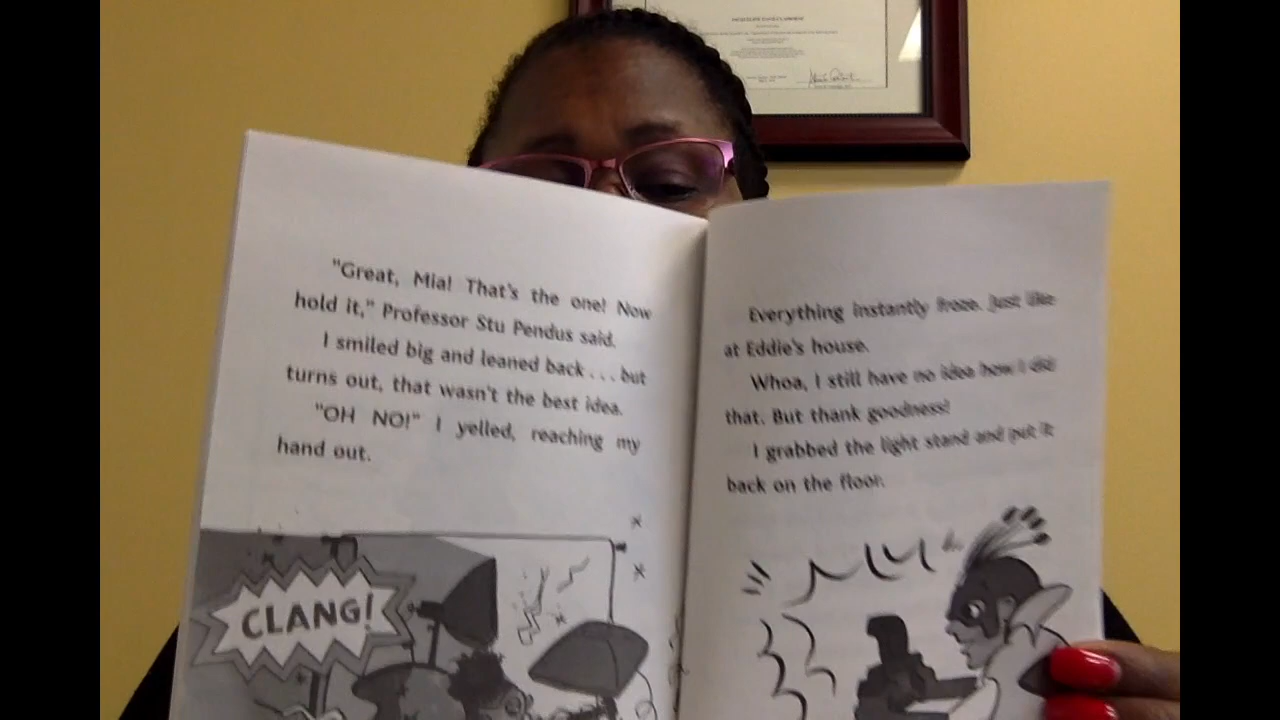 "Great, Mia! That's the one! Now
hold it," Professor Stu Pendus said.
I smiled big and leaned back . . . but
turns out, that wasn't the best idea.
"OH NO!" I yelled, reaching my
hand out.
CLANG!
Everything instantly froze. Just like
at Eddie's house.
Whoa, I still have no idea how I did
that. But thank goodness!
I grabbed the light stand and put it
back on the floor.